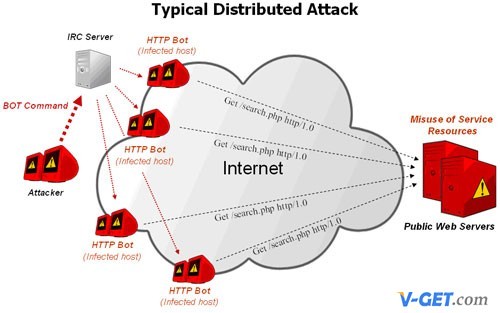 Typical Distributed Attack
IRC Server
HTTP Bot
(Infected host)
BOT Command
HTTP Bot
(Infected host)
Attacker
Get /search.php http/1.0
Get /search.php http/1.0
Internet
Get /search.php http/1.0
Get /search.php http/1.0
Misuse of Service
Resources
Public Web Servers
HTTP Bot
(Infected host)
HTTP Bot
(Infected host)
V-GET.com